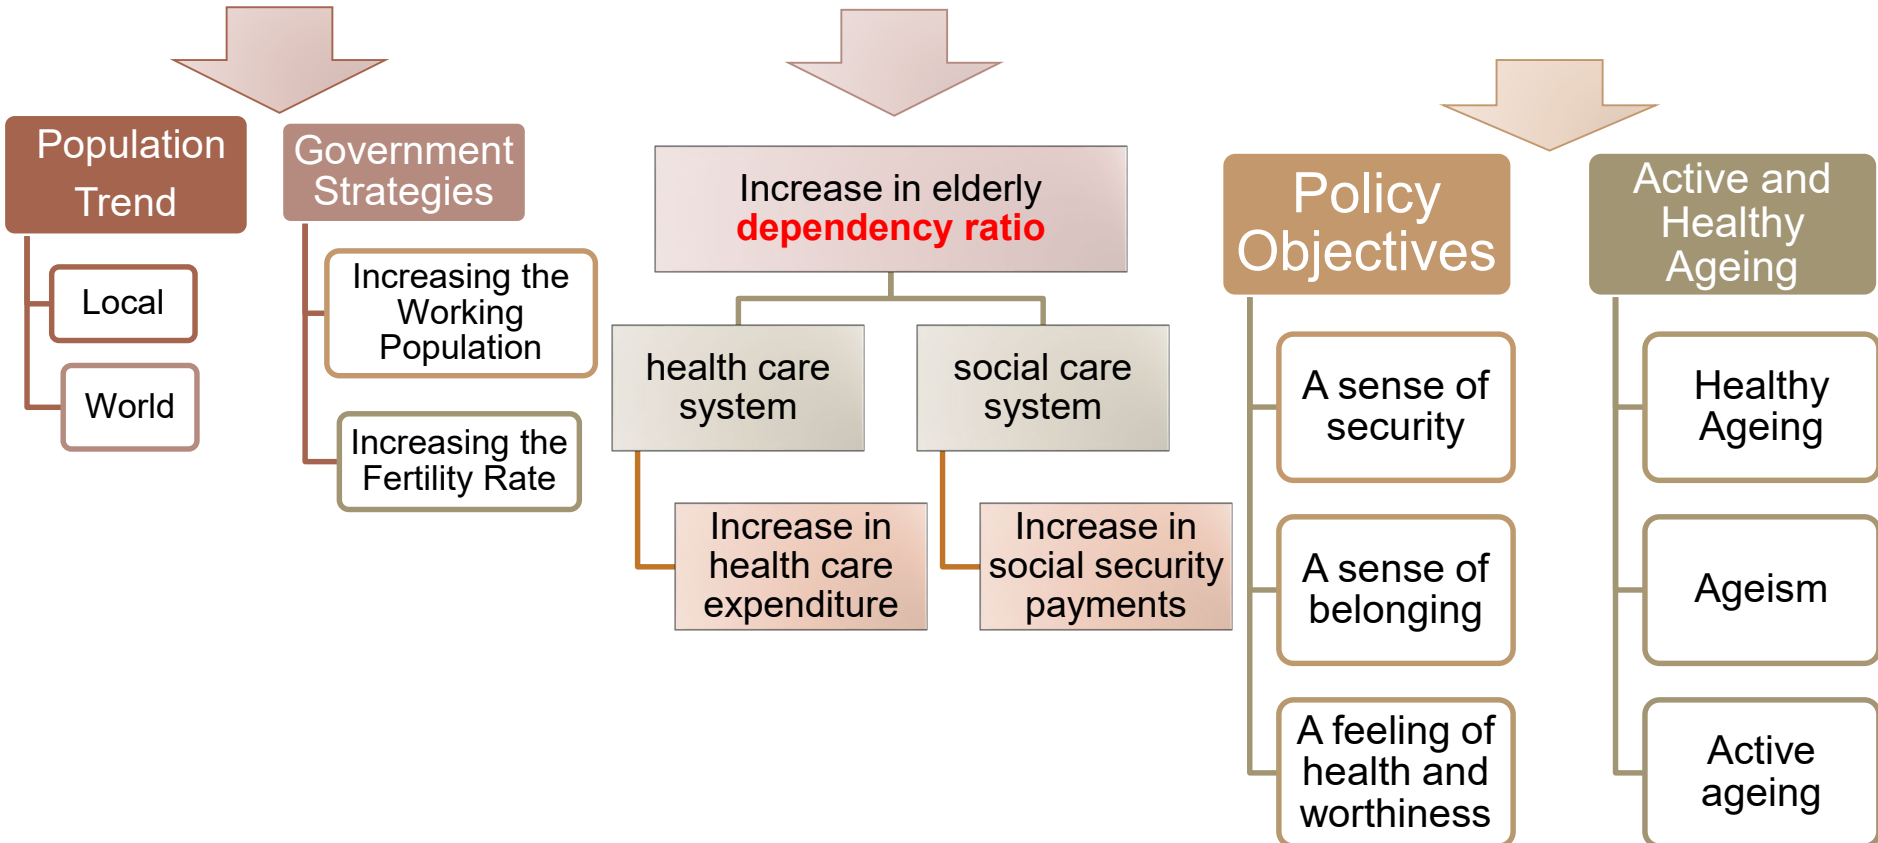 Population
Trend
Local
World
Government
Strategies
Increasing the
Working
Population
Increasing the
Fertility Rate
Increase in elderly
dependency ratio
health care
system
Increase in
health care
expenditure
social care
system
Increase in
social security
payments
Policy
Objectives
A sense of
security
A sense of
belonging
A feeling of
health and
worthiness
Active and
Healthy
Ageing
Healthy
Ageing
Ageism
Active
ageing